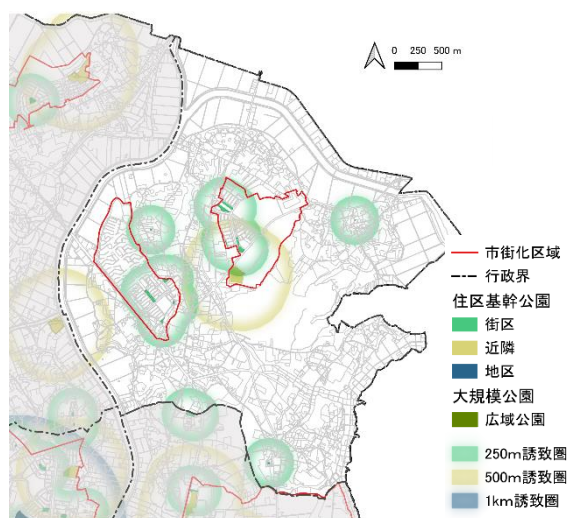 0 250 500 m
市街化区域
行政界
住区基幹公園
街区
近隣
地区
大規模公園
広域公園
250m誘致圏
500m誘致圏
1km誘致圏